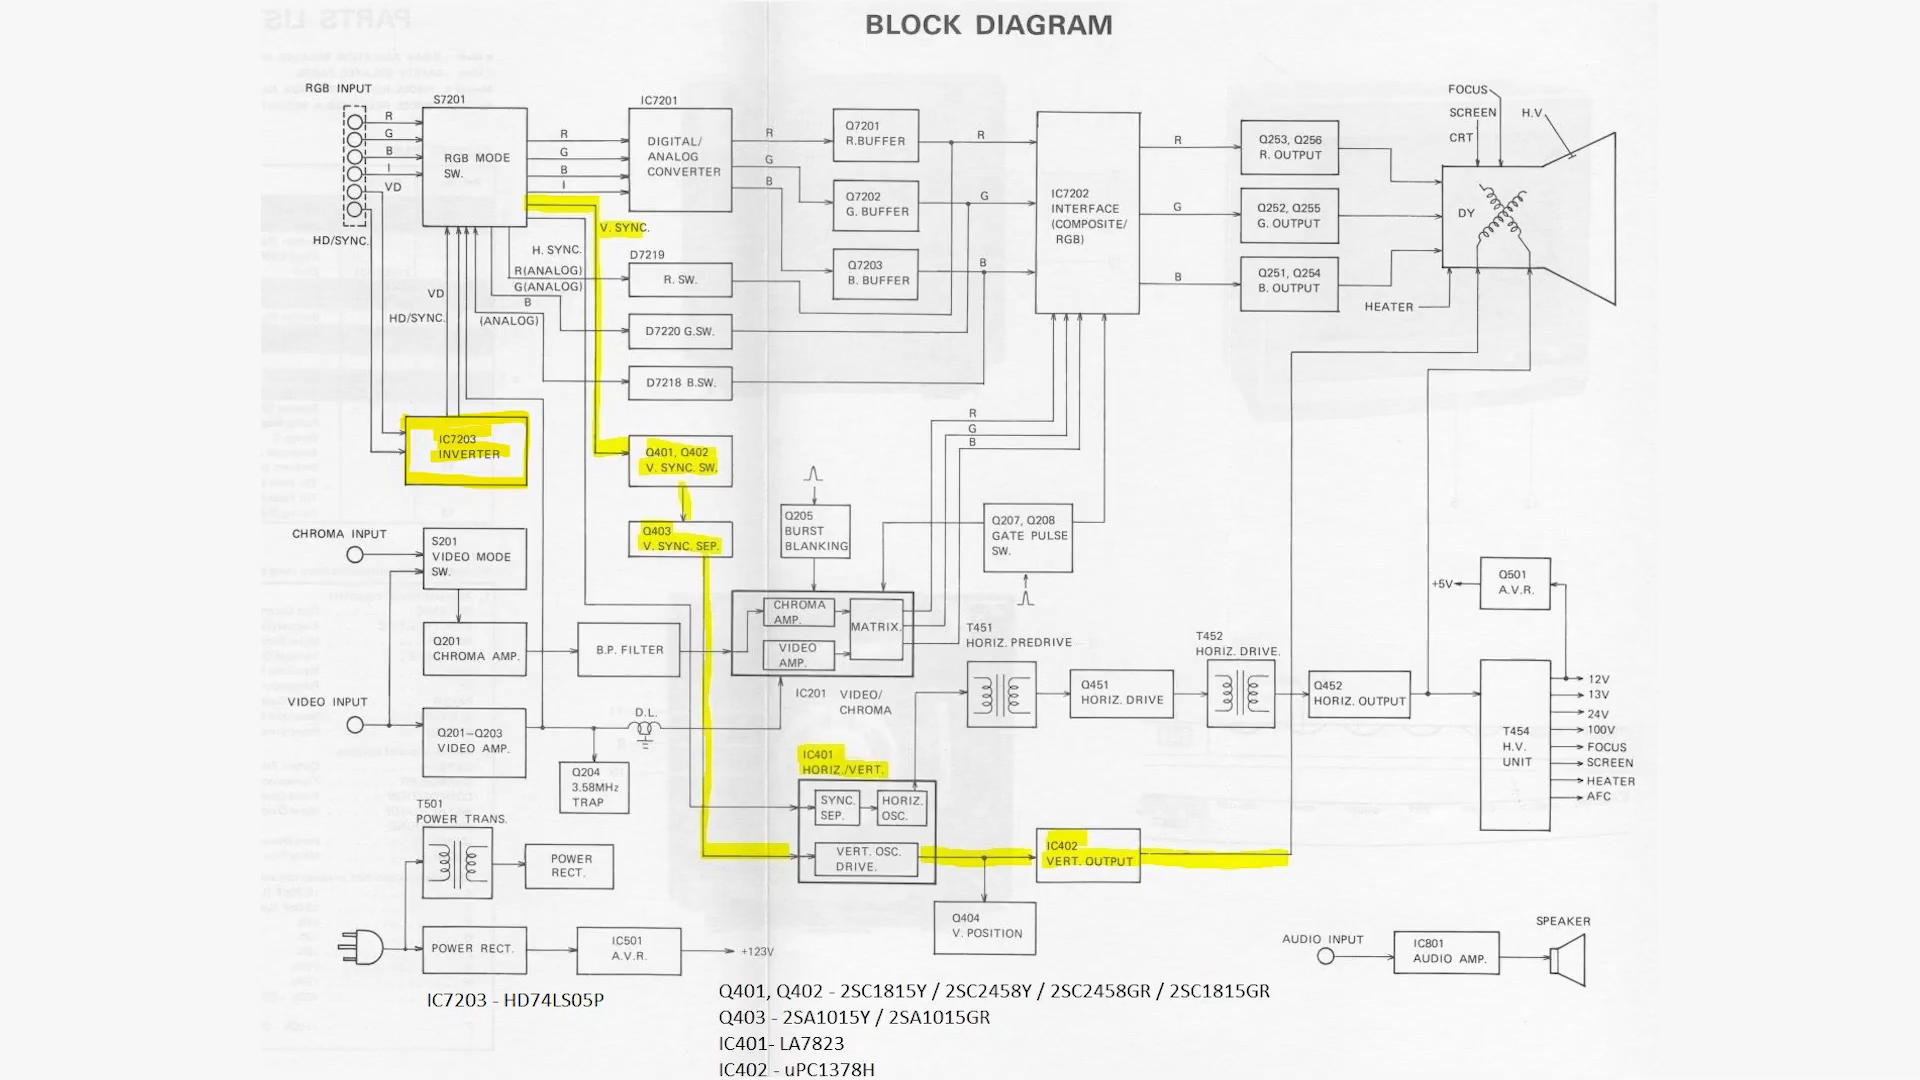 BLOCK DIAGRAM
PARTS LIS
RGB INPUT
R
G
B
I
VD
HD/SYNC.
S7201
RGB MODE
SW.
R
G
B
I
IC7201
DIGITAL/
ANALOG
CONVERTER
R
G
B
Q7201
R.BUFFER
Q7202
G. BUFFER
Q7203
B. BUFFER
R
G
B
IC7202
INTERFACE
(COMPOSITE/
RGB)
R
G
B
Q253, Q256
R. OUTPUT
Q252, Q255
G. OUTPUT
Q251, Q254
B. OUTPUT
FOCUS
SCREEN
CRT
H.V
DY
HEATER
V. SYNC.
H. SYNC.
R(ANALOG)
G(ANALOG)
B
(ANALOG)
VD
HD/SYNC.
D7219
R. SW.
D7220 G.SW.
D7218 B.SW.
IC7203
INVERTER
Q401, Q402
V. SYNC. SW.
Q403
V. SYNC. SEP.
R
G
B
Q205
BURST
BLANKING
Q207, Q208
GATE PULSE
SW.
CHROMA INPUT
S201
VIDEO MODE
SW.
Q201
CHROMA AMP.
B.P. FILTER
CHROMA
AMP.
VIDEO
AMP.
MATRIX.
IC201 VIDEO/
CHROMA
T451
HORIZ. PREDRIVE
Q451
HORIZ. DRIVE
T452
HORIZ. DRIVE.
Q452
HORIZ. OUTPUT
+5V
Q501
A.V.R.
T454
H.V.
UNIT
12V
13V
24V
100V
FOCUS
SCREEN
HEATER
AFC
VIDEO INPUT
Q201–Q203
VIDEO AMP.
D.L.
Q204
3.58MHz
TRAP
IC401
HORIZ./VERT.
SYNC.
SEP.
HORIZ.
OSC.
VERT. OSC.
DRIVE.
IC402
VERT. OUTPUT
Q404
V. POSITION
T501
POWER TRANS.
POWER
RECT.
POWER RECT.
IC501
A.V.R.
+123V
AUDIO INPUT
IC801
AUDIO AMP.
SPEAKER
IC7203 - HD74LS05P
Q401, Q402 - 2SC1815Y / 2SC2458Y / 2SC2458GR / 2SC1815GR
Q403 - 2SA1015Y / 2SA1015GR
IC401- LA7823
IC402 - uPC1378H